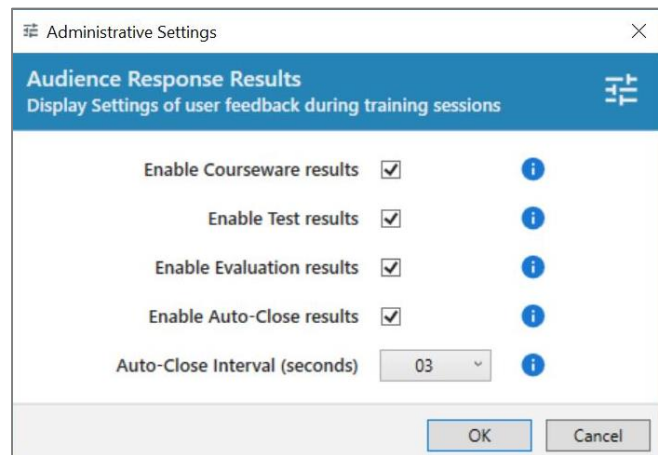 Administrative Settings
Audience Response Results
Display Settings of user feedback during training sessions
Enable Courseware results
Enable Test results
Enable Evaluation results
Enable Auto-Close results
Auto-Close Interval (seconds) 03
OK Cancel